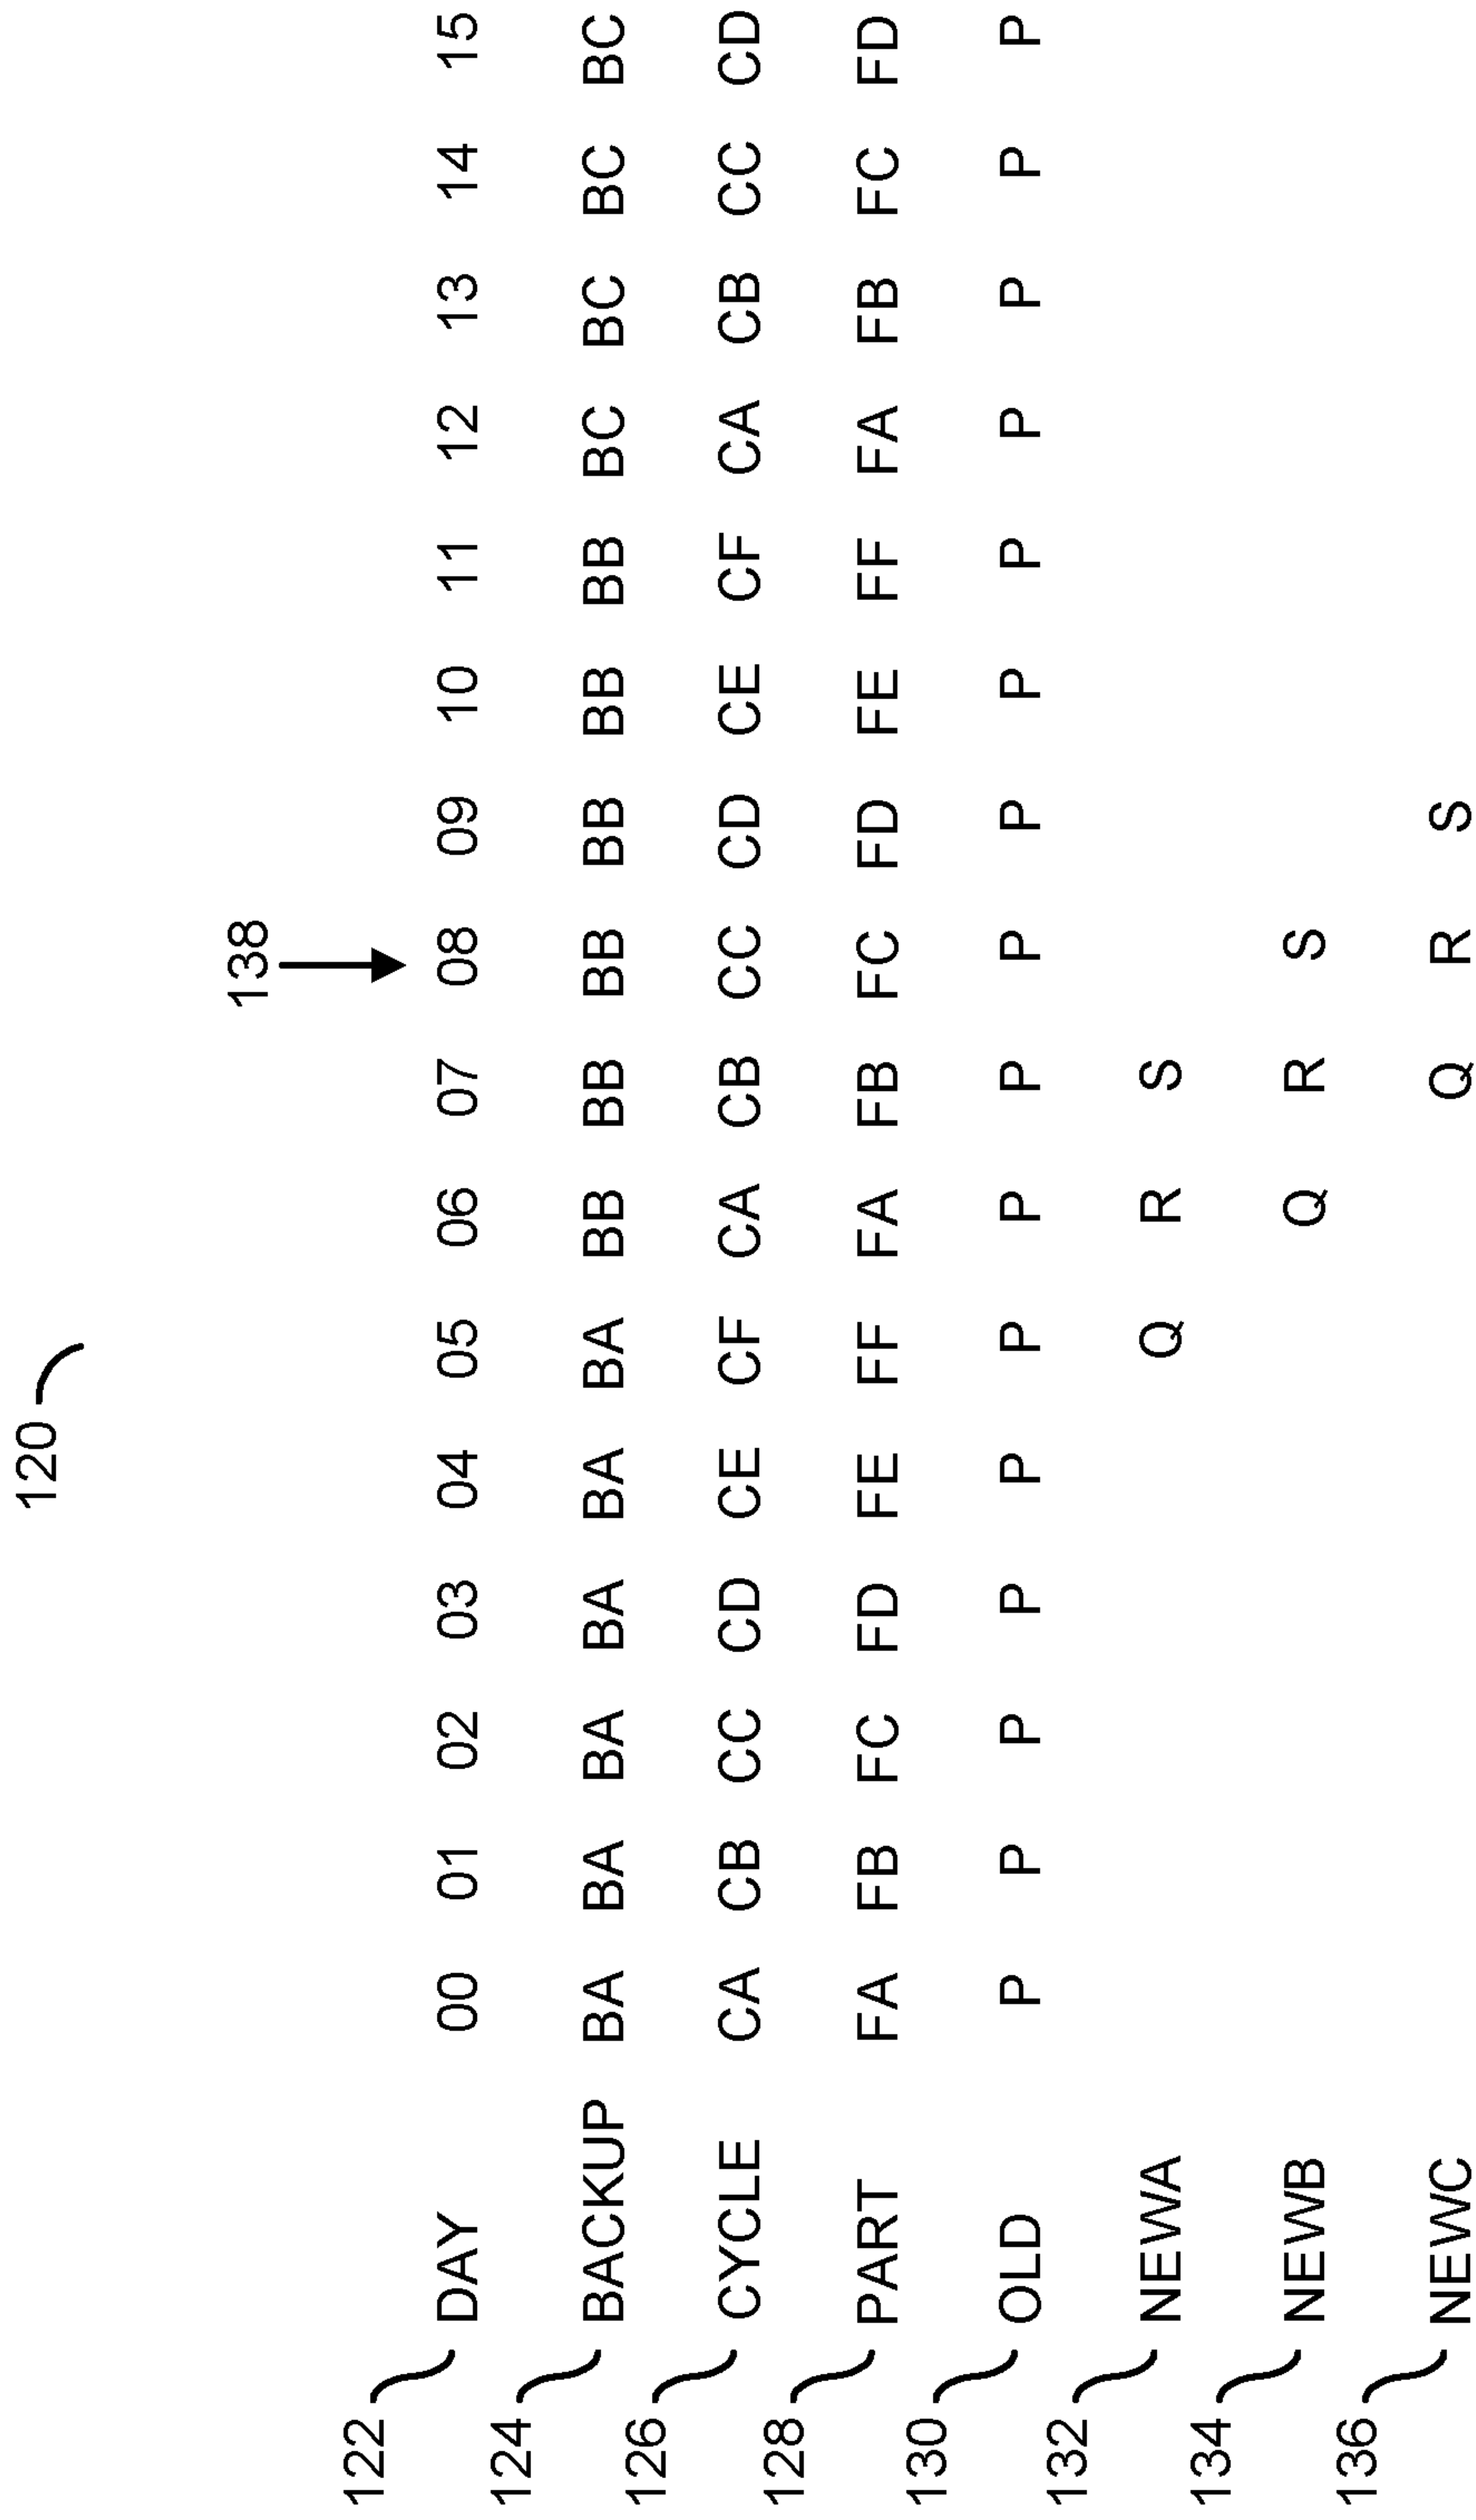 120
138
122 DAY 00 01 02 03 04 05 06 07 08 09 10 11 12 13 14 15
124 BACKUP BA BA BA BA BA BA BB BB BB BB BB BB BC BC BC BC
126 CYCLE CA CB CC CD CE CF CA CB CC CD CE CF CA CB CC CD
128 PART FA FB FC FD FE FF FA FB FC FD FE FF FA FB FC FD
130 OLD P P P P P P P P P P P P P P P P
132 NEWA Q R S
134 NEWB Q R S
136 NEWC Q R S